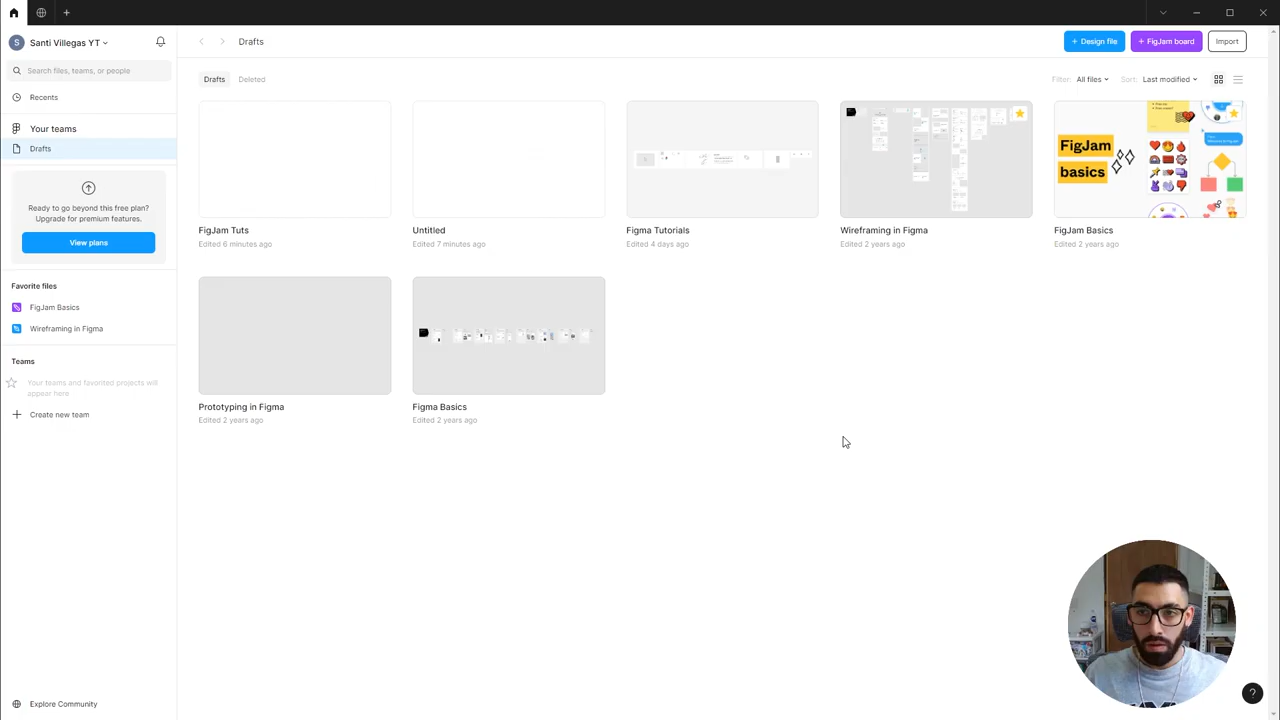 S Santi Villegas YT
Search files, teams, or people
Recents
Your teams
Drafts
Ready to go beyond this free plan?
Upgrade for premium features.
View plans
Favorite files
FigJam Basics
Wireframing in Figma
Teams
Your teams and favorited projects will
appear here
Create new team
Explore Community
Drafts
+ Design file
+ FigJam board
Import
Drafts
Deleted
Filter: All files
Sort: Last modified
FigJam
basics
FigJam Tuts
Edited 6 minutes ago
Untitled
Edited 7 minutes ago
Figma Tutorials
Edited 4 days ago
Wireframing in Figma
Edited 2 years ago
FigJam Basics
Edited 2 years ago
Prototyping in Figma
Edited 2 years ago
Figma Basics
Edited 2 years ago
?